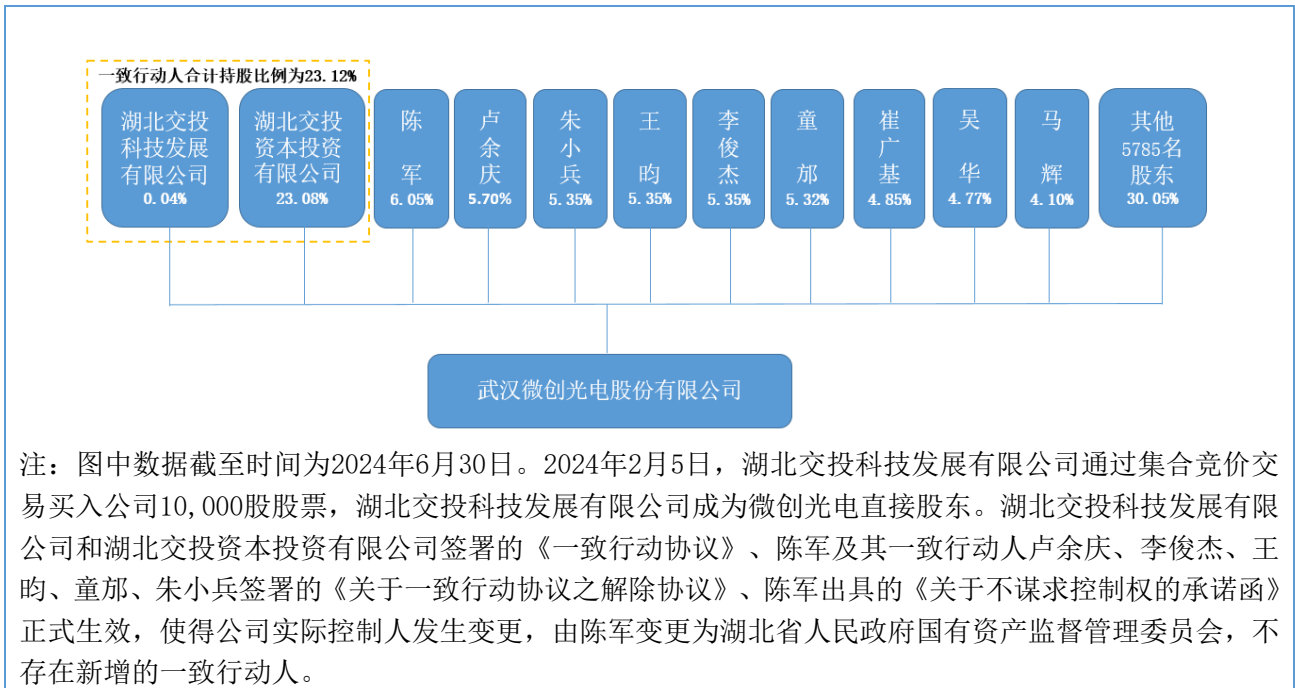 一致行动人合计持股比例为23.12%
湖北交投
科技发展
有限公司
0.04%
湖北交投
资本投资
有限公司
23.08%
陈
军
6.05%
卢
余
庆
5.70%
朱
小
兵
5.35%
王
昀
5.35%
李
俊
杰
5.35%
童
邡
5.32%
崔
广
基
4.85%
吴
华
4.77%
马
辉
4.10%
其他
5785名
股东
30.05%
武汉微创光电股份有限公司
注：图中数据截至时间为2024年6月30日。2024年2月5日，湖北交投科技发展有限公司通过集合竞价交
易买入公司10,000股股票，湖北交投科技发展有限公司成为微创光电直接股东。湖北交投科技发展有限
公司和湖北交投资本投资有限公司签署的《一致行动协议》、陈军及其一致行动人卢余庆、李俊杰、王
昀、童邡、朱小兵签署的《关于一致行动协议之解除协议》、陈军出具的《关于不谋求控制权的承诺函》
正式生效，使得公司实际控制人发生变更，由陈军变更为湖北省人民政府国有资产监督管理委员会，不
存在新增的一致行动人。